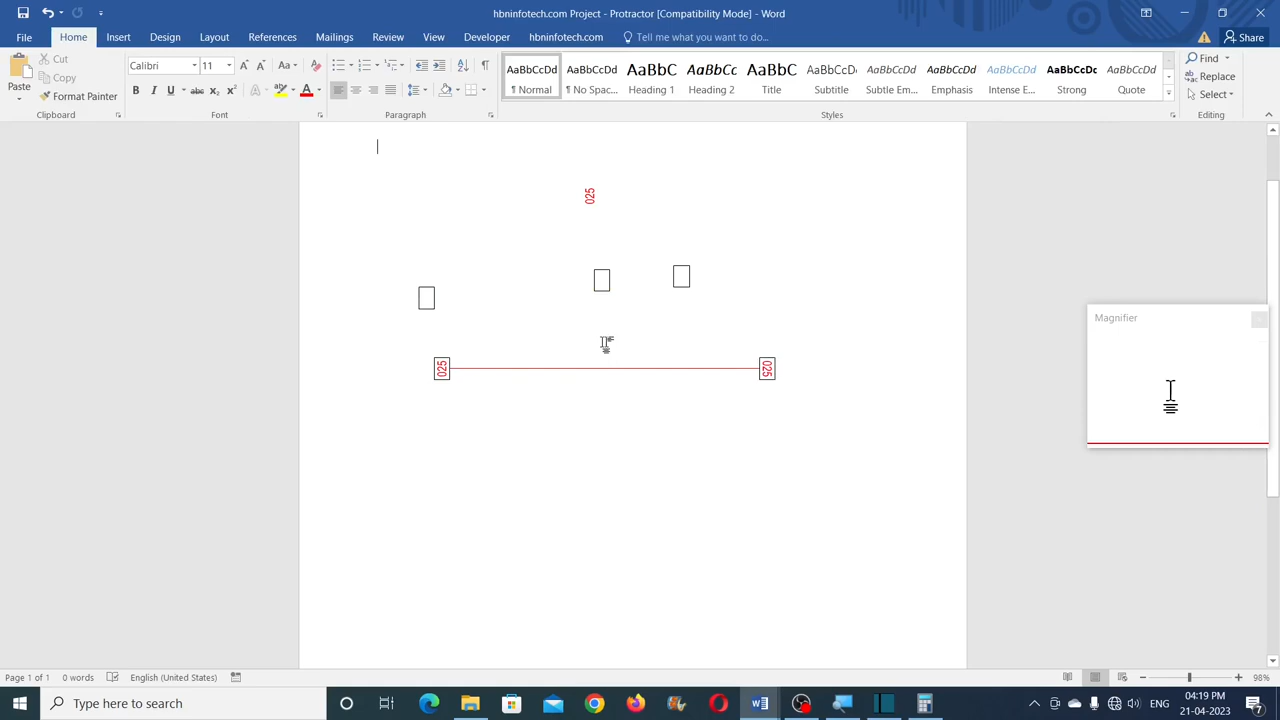 hbninfotech.com Project - Protractor [Compatibility Mode] - Word
File Home Insert Design Layout References Mailings Review View Developer hbninfotech.com Tell me what you want to do... Share
Paste Cut Copy Format Painter
Calibri 11
AaBbCcDd ¶ Normal
AaBbCcDd ¶ No Spac...
AaBbC Heading 1
AaBbCc Heading 2
AaBbC Title
AaBbCcD Subtitle
AaBbCcDd Subtle Em...
AaBbCcDd Emphasis
AaBbCcDd Intense E...
AaBbCcDc Strong
AaBbCcDd Quote
Find
Replace
Select
Clipboard Font Paragraph Styles Editing
025
025 025
Magnifier
Page 1 of 1 0 words English (United States) 98%
Type here to search
ENG
04:19 PM
21-04-2023
7